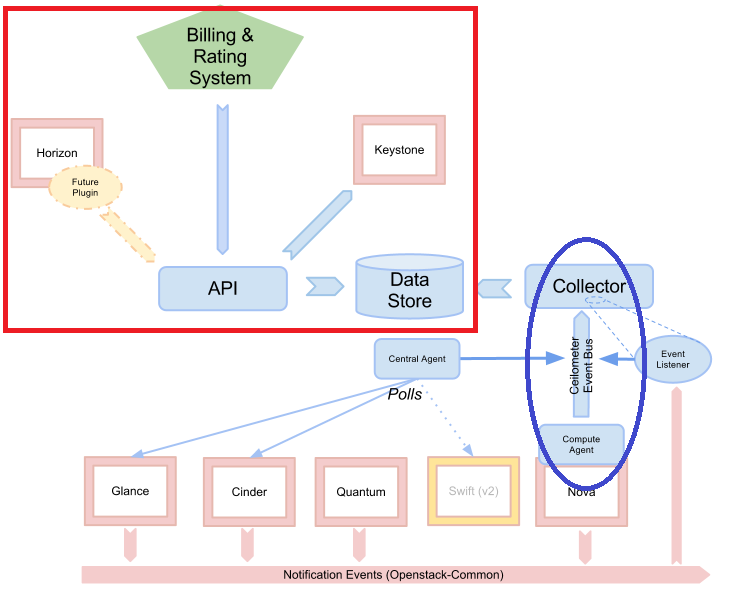 Billing &
Rating
System
Horizon
Future
Plugin
Keystone
API
Data
Store
Collector
Ceilometer
Event Bus
Event
Listener
Central Agent
Polls
Compute
Agent
Glance
Cinder
Quantum
Swift (v2)
Nova
Notification Events (Openstack-Common)